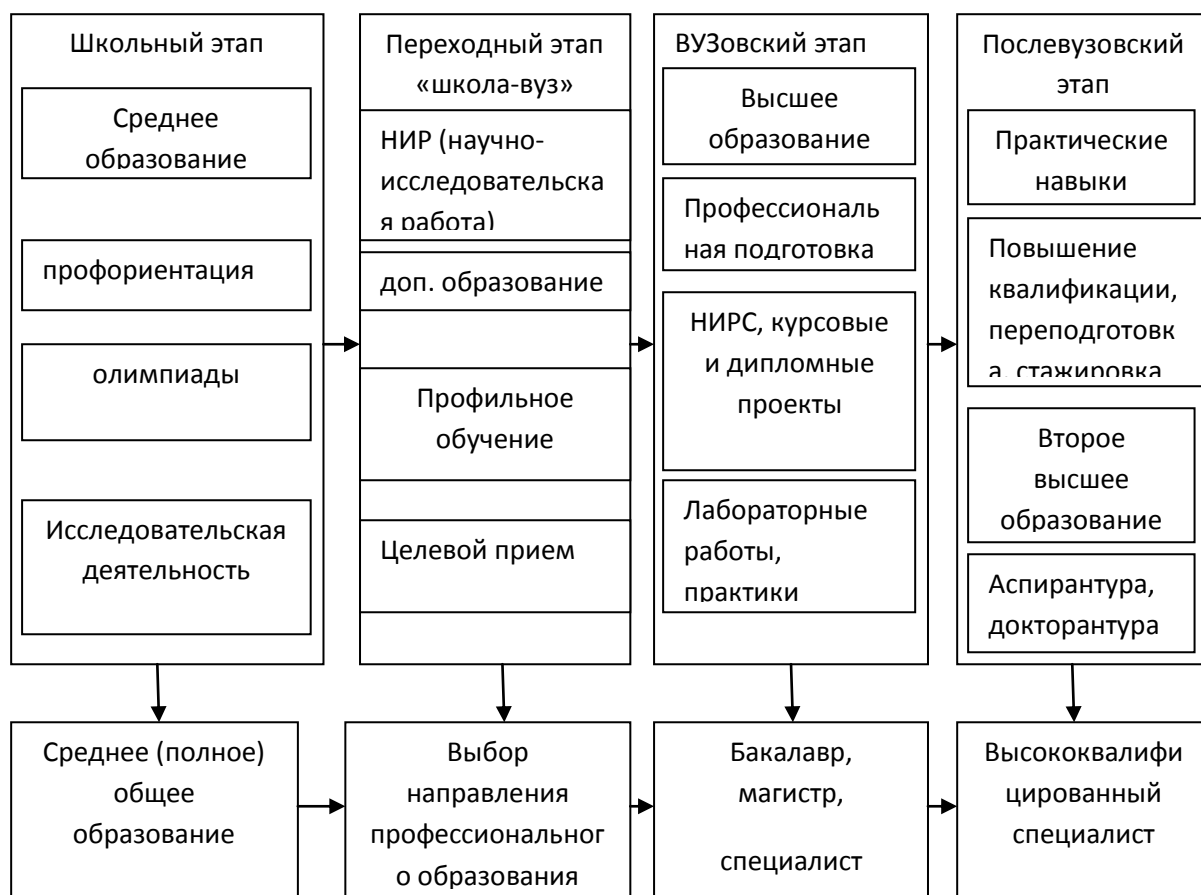 Школьный этап
Среднее
образование
профориентация
олимпиады
Исследовательская
деятельность
Переходный этап
«школа-вуз»
НИР (научно-
исследовательска
я работа)
доп. образование
Профильное
обучение
Целевой прием
ВУЗовский этап
Высшее
образование
Профессиональ
ная подготовка
НИРС, курсовые
и дипломные
проекты
Лабораторные
работы,
практики
Послевузовский
этап
Практические
навыки
Повышение
квалификации,
переподготовк
а, стажировка
Второе
высшее
образование
Аспирантура,
докторантура
Среднее (полное)
общее
образование
Выбор
направления
профессиональног
о образования
Бакалавр,
магистр,
специалист
Высококвалифи
цированный
специалист